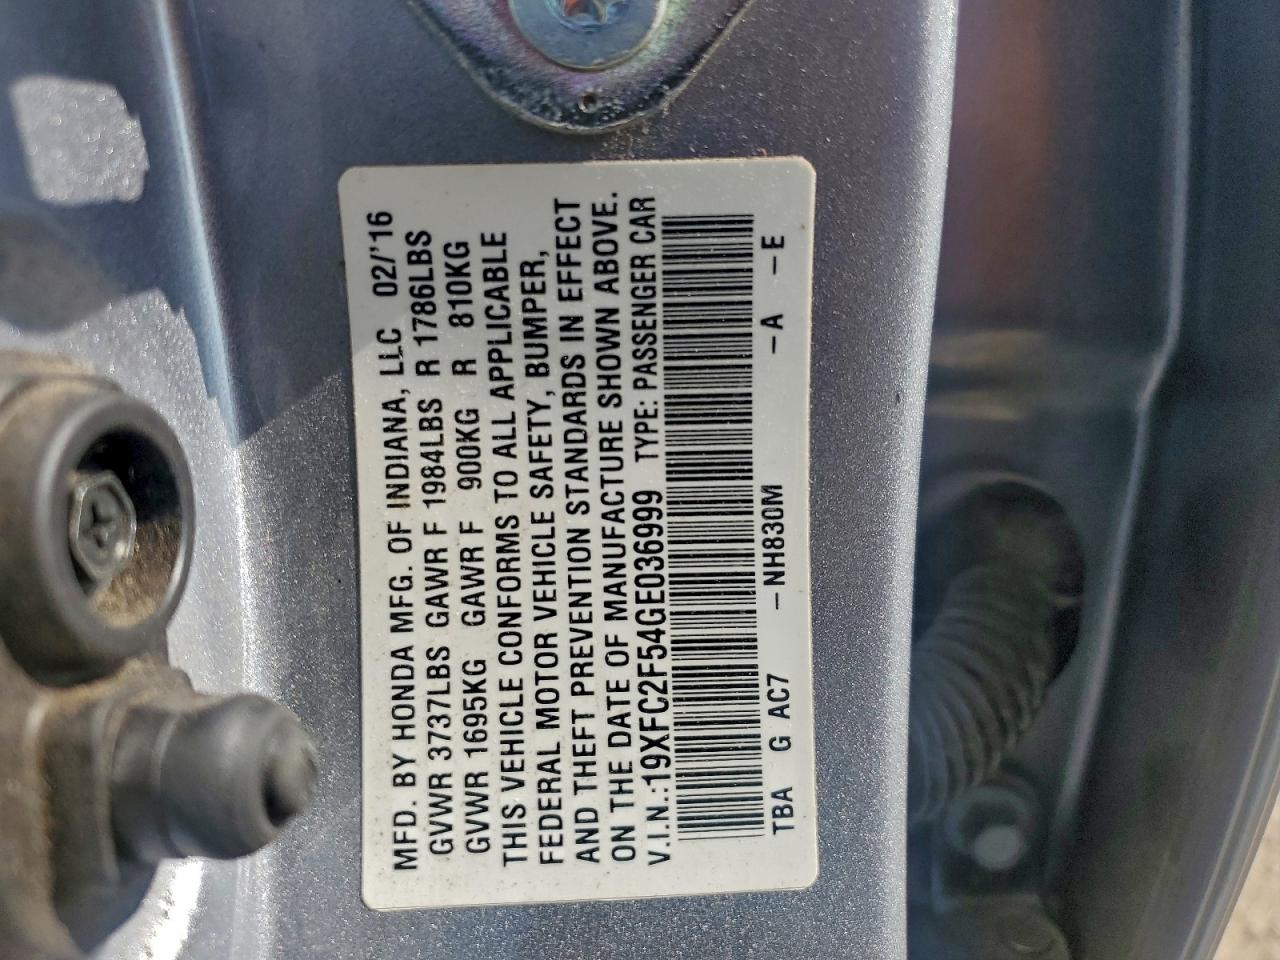 MFD. BY HONDA MFG. OF INDIANA, LLC 02/'16
GVWR 3737LBS GAWR F 1984LBS R 1786LBS
GVWR 1695KG GAWR F 900KG R 810KG
THIS VEHICLE CONFORMS TO ALL APPLICABLE
FEDERAL MOTOR VEHICLE SAFETY, BUMPER,
AND THEFT PREVENTION STANDARDS IN EFFECT
ON THE DATE OF MANUFACTURE SHOWN ABOVE.
V.I.N.:19XFC2F54GE036999 TYPE: PASSENGER CAR
TBA G AC7 -NH830M -A -E